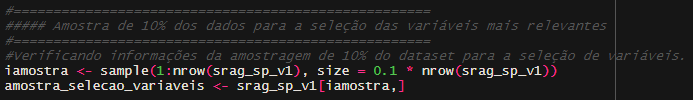 #=================================================
##### Amostra de 10% dos dados para a seleção das variáveis mais relevantes
#=================================================
#Verificando informações da amostragem de 10% do dataset para a seleção de variáveis.
iamostra <- sample(1:nrow(srag_sp_v1), size = 0.1 * nrow(srag_sp_v1))
amostra_selecao_variaveis <- srag_sp_v1[iamostra,]